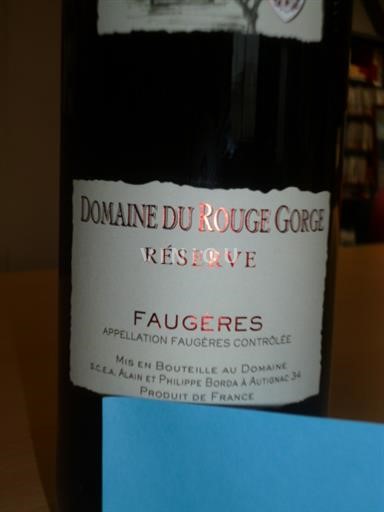 DOMAINE DU ROUGE GORGE
RÉSERVE
FAUGÈRES
APPELLATION FAUGÈRES CONTRÔLÉE
MIS EN BOUTEILLE AU DOMAINE
S.C.E.A. ALAIN ET PHILIPPE BORDA À AUTIGNAC 34
PRODUIT DE FRANCE